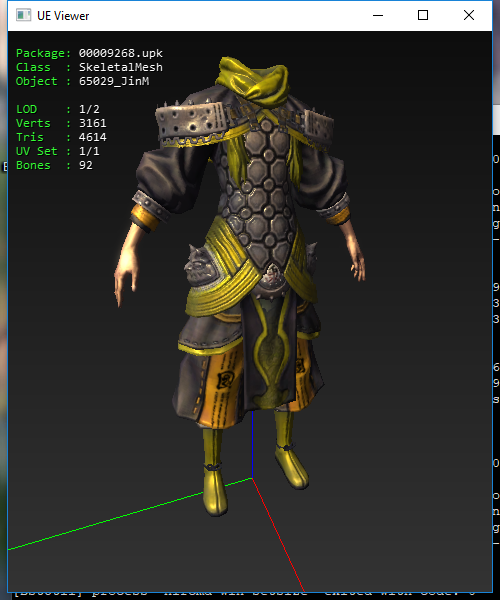 UE Viewer
Package: 00009268.upk
Class : SkeletalMesh
Object : 65029_JinM
LOD : 1/2
Verts : 3161
Tris : 4614
UV Set : 1/1
Bones : 92